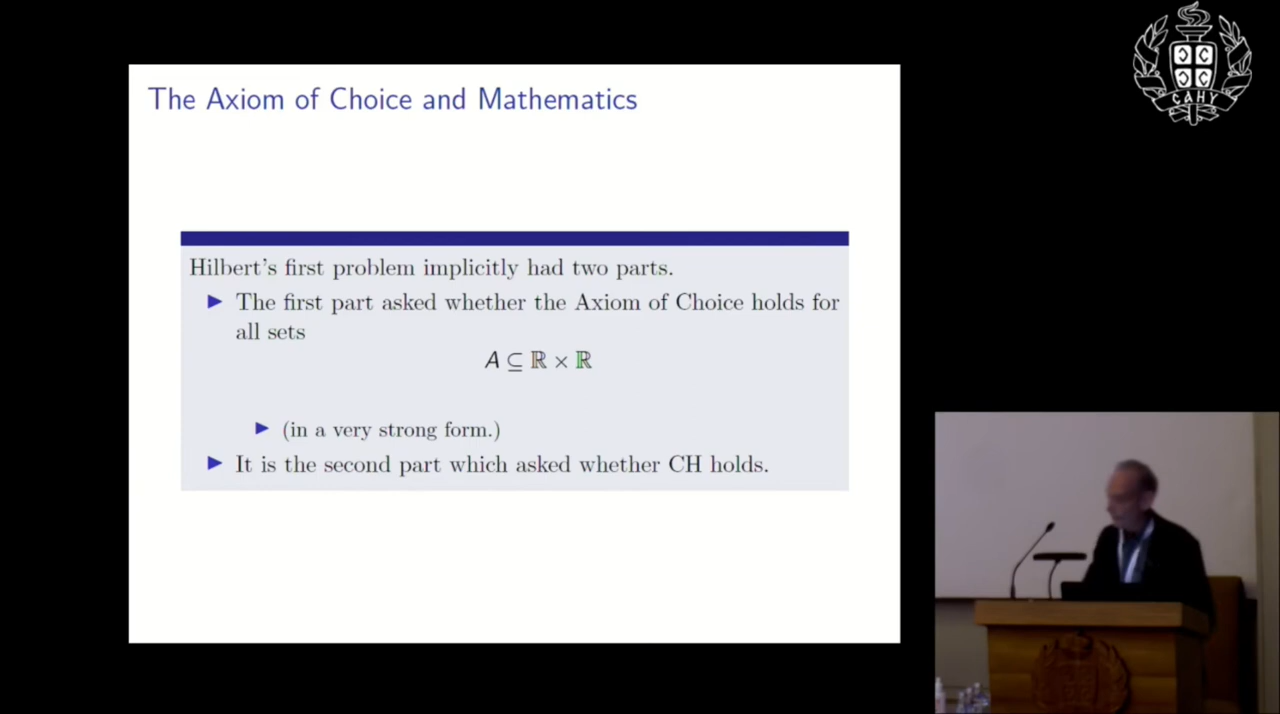 САНУ
The Axiom of Choice and Mathematics
Hilbert's first problem implicitly had two parts.
▶ The first part asked whether the Axiom of Choice holds for
all sets
A ⊆ ℝ × ℝ
▶ (in a very strong form.)
▶ It is the second part which asked whether CH holds.